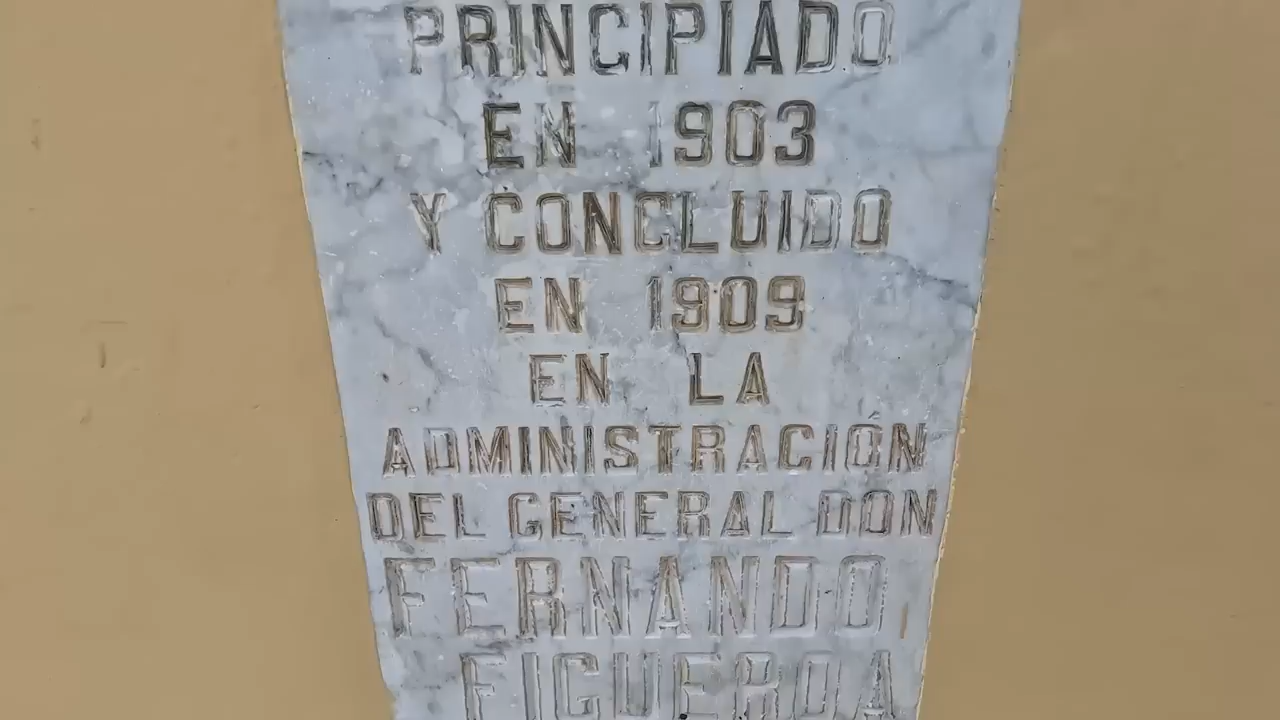 PRINCIPIADO
EN 1903
Y CONCLUIDO
EN 1909
EN LA
ADMINISTRACIÓN
DEL GENERAL DON
FERNANDO
FIGUEROA